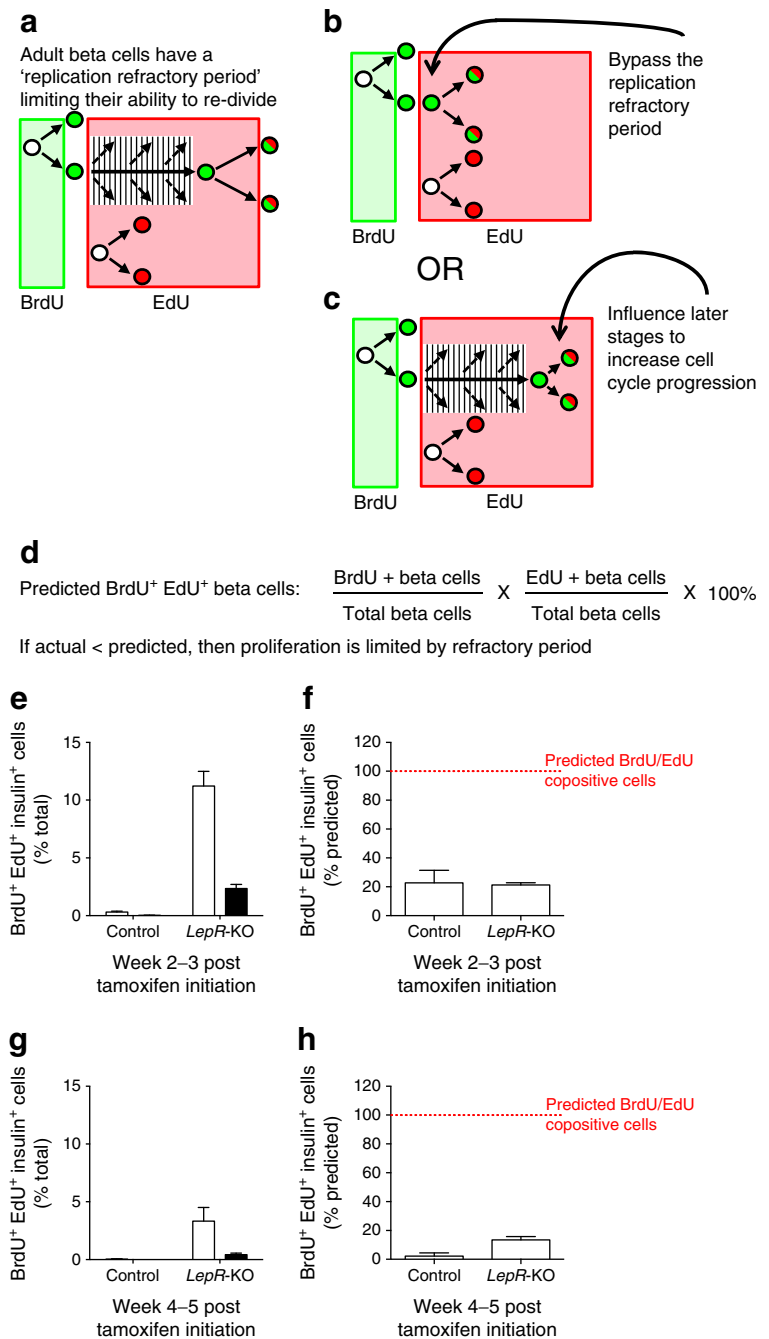 a
Adult beta cells have a
'replication refractory period'
limiting their ability to re-divide
BrdU
EdU
b
Bypass the
replication
refractory
period
BrdU
EdU
OR
c
Influence later
stages to
increase cell
cycle progression
BrdU
EdU
d
Predicted BrdU⁺ EdU⁺ beta cells: BrdU + beta cells / Total beta cells X EdU + beta cells / Total beta cells X 100%
If actual < predicted, then proliferation is limited by refractory period
e
BrdU⁺ EdU⁺ insulin⁺ cells
(% total)
15
10
5
0
Control
LepR-KO
Week 2–3 post
tamoxifen initiation
f
BrdU⁺ EdU⁺ insulin⁺ cells
(% predicted)
120
100
80
60
40
20
0
Predicted BrdU/EdU
copositive cells
Control
LepR-KO
Week 2–3 post
tamoxifen initiation
g
BrdU⁺ EdU⁺ insulin⁺ cells
(% total)
15
10
5
0
Control
LepR-KO
Week 4–5 post
tamoxifen initiation
h
BrdU⁺ EdU⁺ insulin⁺ cells
(% predicted)
120
100
80
60
40
20
0
Predicted BrdU/EdU
copositive cells
Control
LepR-KO
Week 4–5 post
tamoxifen initiation